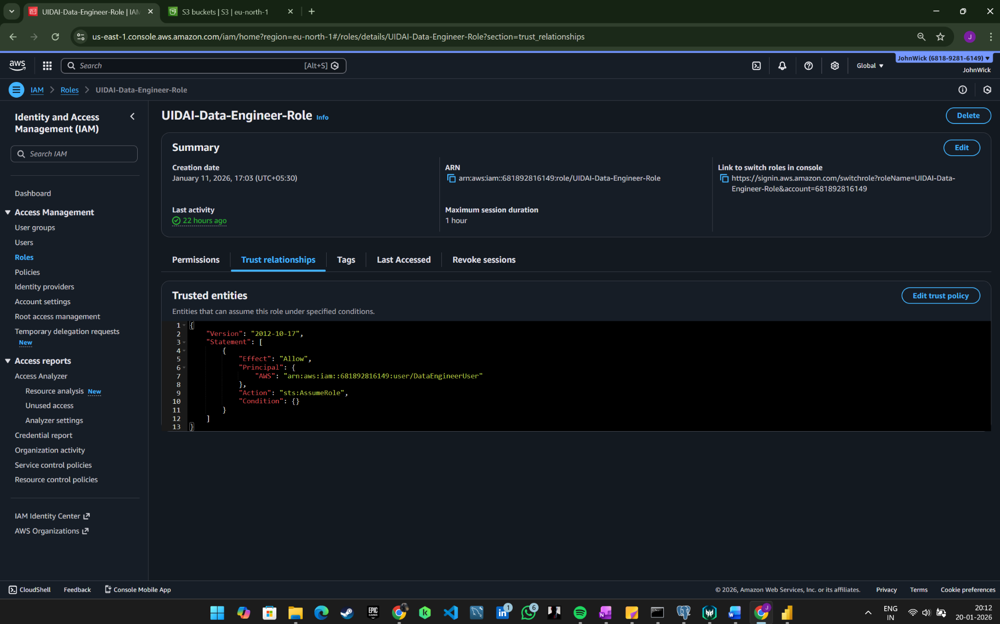 UIDAI-Data-Engineer-Role | IAM
S3 buckets | S3 | eu-north-1
us-east-1.console.aws.amazon.com/iam/home?region=eu-north-1#/roles/details/UIDAI-Data-Engineer-Role?section=trust_relationships
J
aws
Search
[Alt+S]
Global
JohnWick (6818-9281-6149)
JohnWick
IAM
Roles
UIDAI-Data-Engineer-Role
Identity and Access
Management (IAM)
Search IAM
Dashboard
Access Management
User groups
Users
Roles
Policies
Identity providers
Account settings
Root access management
Temporary delegation requests
New
Access reports
Access Analyzer
Resource analysis New
Unused access
Analyzer settings
Credential report
Organization activity
Service control policies
Resource control policies
IAM Identity Center
AWS Organizations
UIDAI-Data-Engineer-Role Info
Delete
Summary
Edit
Creation date
January 11, 2026, 17:03 (UTC+05:30)
ARN
arn:aws:iam::681892816149:role/UIDAI-Data-Engineer-Role
Link to switch roles in console
https://signin.aws.amazon.com/switchrole?roleName=UIDAI-Data-
Engineer-Role&account=681892816149
Last activity
22 hours ago
Maximum session duration
1 hour
Permissions
Trust relationships
Tags
Last Accessed
Revoke sessions
Trusted entities
Edit trust policy
Entities that can assume this role under specified conditions.
1 {
2 "Version": "2012-10-17",
3 "Statement": [
4 {
5 "Effect": "Allow",
6 "Principal": {
7 "AWS": "arn:aws:iam::681892816149:user/DataEngineerUser"
8 },
9 "Action": "sts:AssumeRole",
10 "Condition": {}
11 }
12 ]
13 }
CloudShell
Feedback
Console Mobile App
© 2026, Amazon Web Services, Inc. or its affiliates.
Privacy
Terms
Cookie preferences
EPIC
GAMES
1
6
J
ENG
IN
20:12
20-01-2026